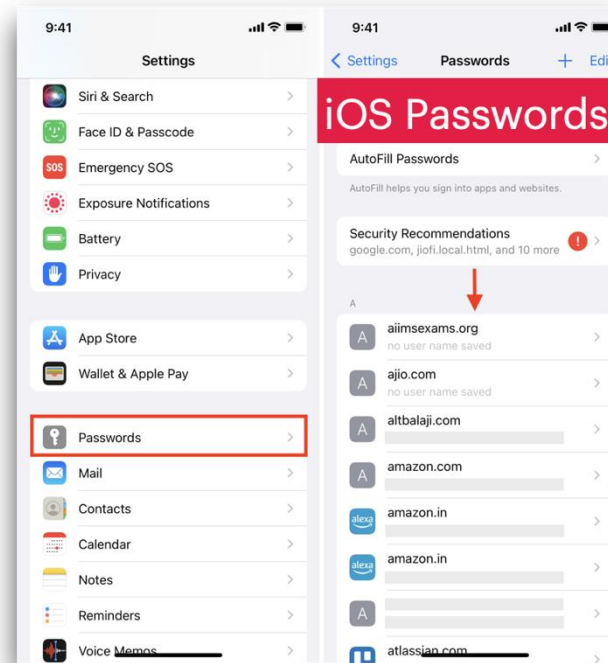 9:41
Settings
Siri & Search
Face ID & Passcode
SOS
Emergency SOS
Exposure Notifications
Battery
Privacy
App Store
Wallet & Apple Pay
Passwords
Mail
Contacts
Calendar
Notes
Reminders
Voice Memos
9:41
Settings
Passwords
+
Edi
iOS Passwords
AutoFill Passwords
AutoFill helps you sign into apps and websites.
Security Recommendations
google.com, jiofi.local.html, and 10 more
!
A
A
aiimsexams.org
no user name saved
A
ajio.com
no user name saved
A
altbalaji.com
A
amazon.com
alexa
amazon.in
alexa
amazon.in
A
atlassian.com